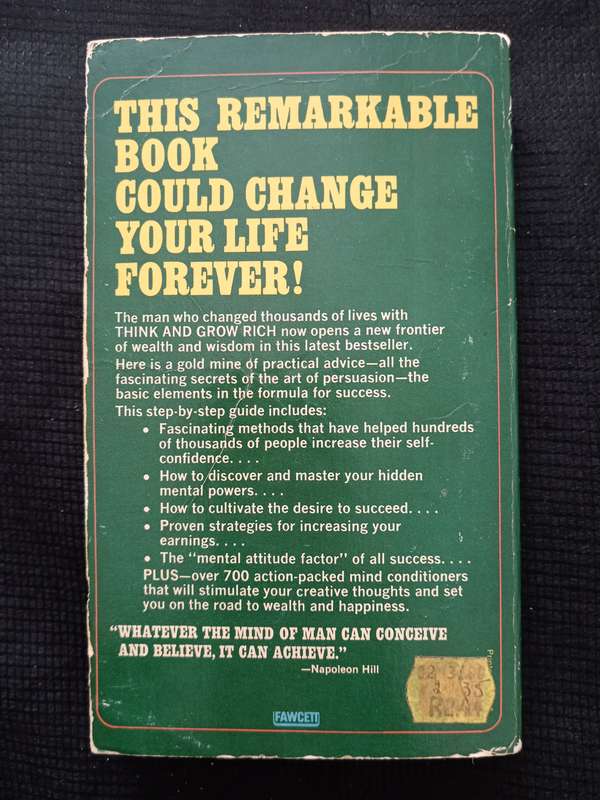 THIS REMARKABLE
BOOK
COULD CHANGE
YOUR LIFE
FOREVER!
The man who changed thousands of lives with
THINK AND GROW RICH now opens a new frontier
of wealth and wisdom in this latest bestseller.
Here is a gold mine of practical advice—all the
fascinating secrets of the art of persuasion—the
basic elements in the formula for success.
This step-by-step guide includes:
• Fascinating methods that have helped hundreds
of thousands of people increase their self-
confidence. . . .
• How to discover and master your hidden
mental powers. . . .
• How to cultivate the desire to succeed. . . .
• Proven strategies for increasing your
earnings. . . .
• The "mental attitude factor" of all success. . . .
PLUS—over 700 action-packed mind conditioners
that will stimulate your creative thoughts and set
you on the road to wealth and happiness.
"WHATEVER THE MIND OF MAN CAN CONCEIVE
AND BELIEVE, IT CAN ACHIEVE."
—Napoleon Hill
FAWCETT